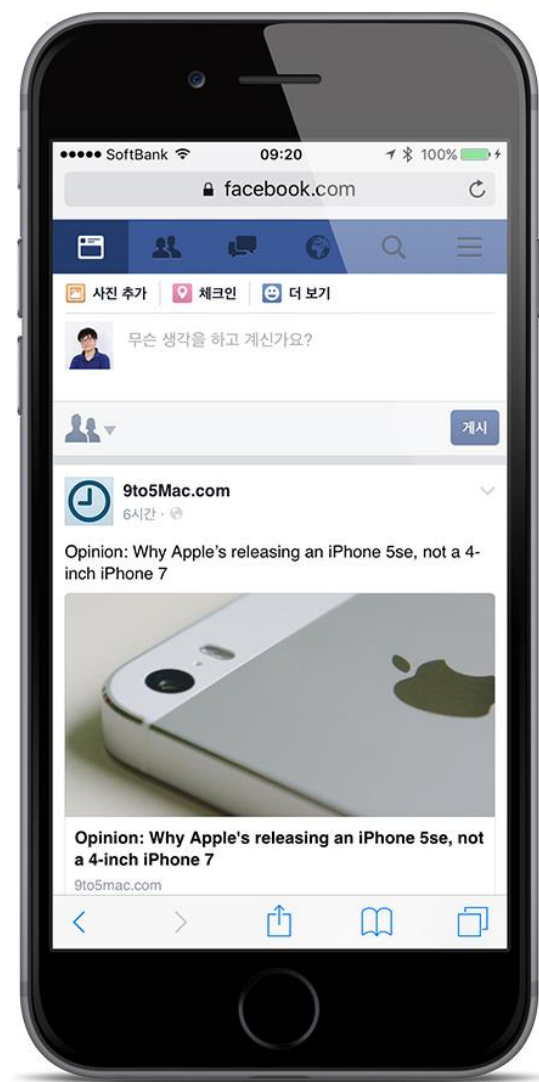 SoftBank 09:20 100%
facebook.com
사진 추가 체크인 더 보기
무슨 생각을 하고 계신가요?
게시
9to5Mac.com
6시간 ·
Opinion: Why Apple's releasing an iPhone 5se, not a 4-
inch iPhone 7
Opinion: Why Apple's releasing an iPhone 5se, not
a 4-inch iPhone 7
9to5mac.com